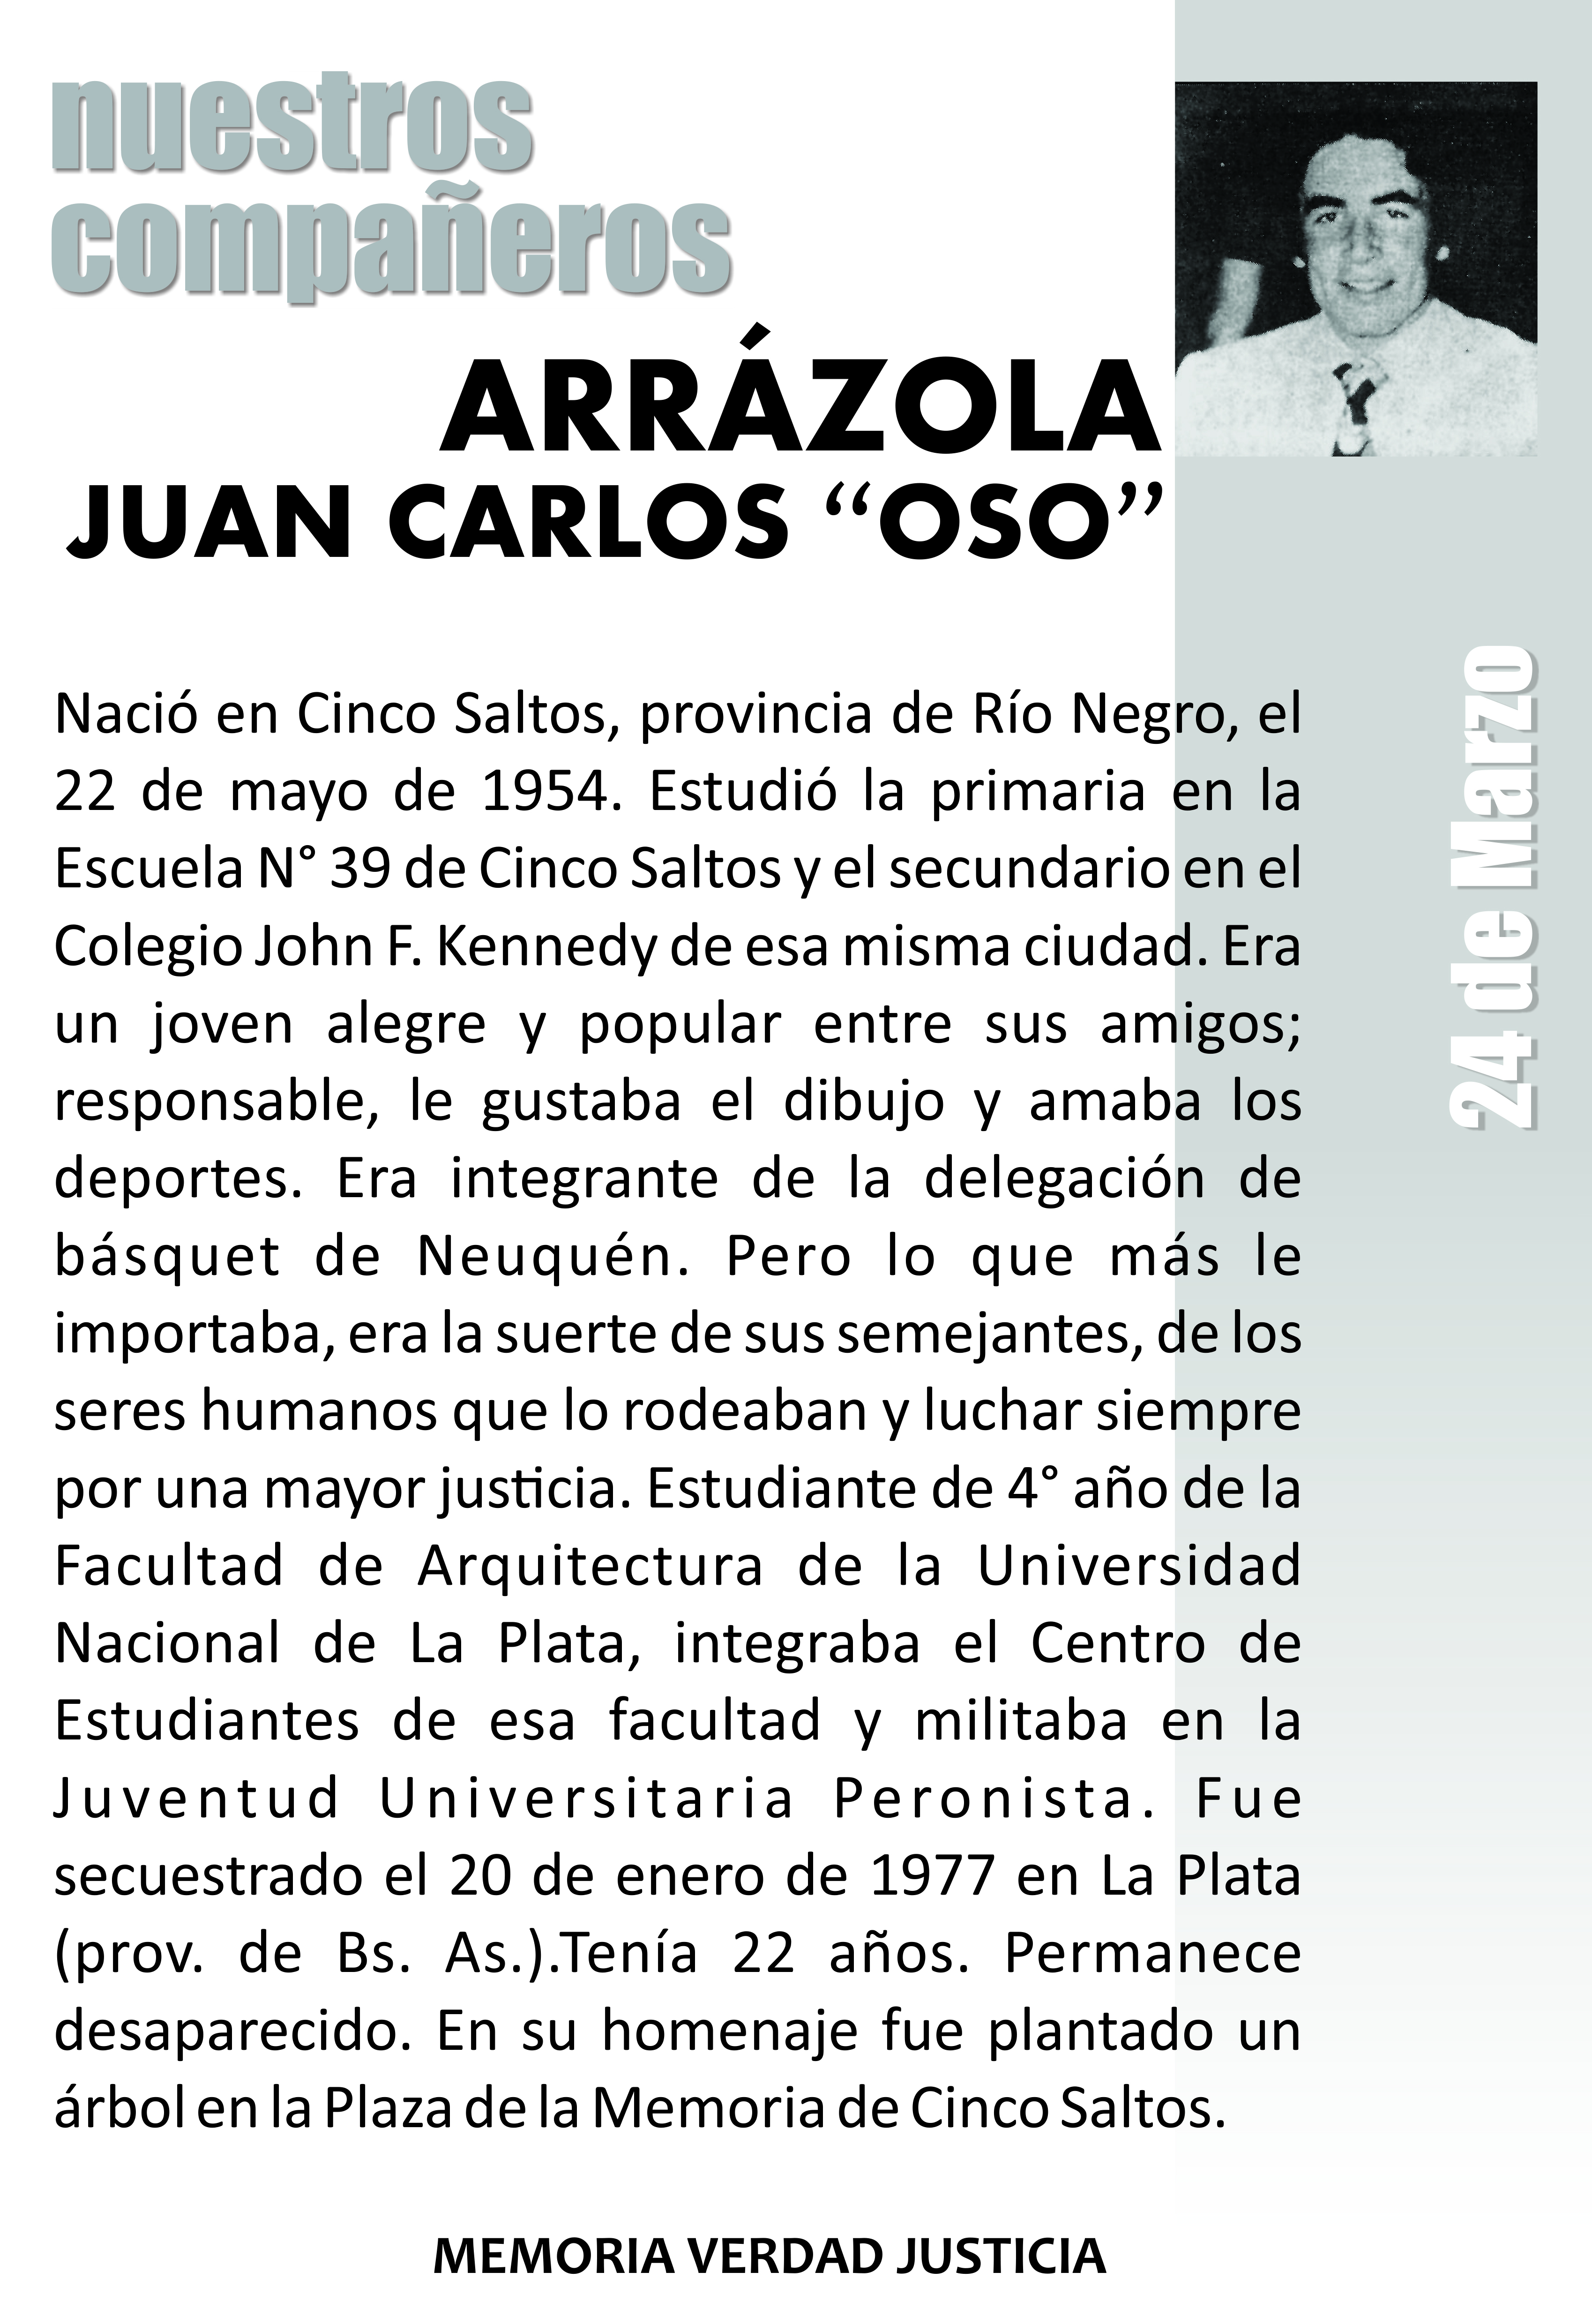 nuestros
compañeros
ARRÁZOLA
JUAN CARLOS “OSO”
Nació en Cinco Saltos, provincia de Río Negro, el
22 de mayo de 1954. Estudió la primaria en la
Escuela N° 39 de Cinco Saltos y el secundario en el
Colegio John F. Kennedy de esa misma ciudad. Era
un joven alegre y popular entre sus amigos;
responsable, le gustaba el dibujo y amaba los
deportes. Era integrante de la delegación de
básquet de Neuquén. Pero lo que más le
importaba, era la suerte de sus semejantes, de los
seres humanos que lo rodeaban y luchar siempre
por una mayor justicia. Estudiante de 4° año de la
Facultad de Arquitectura de la Universidad
Nacional de La Plata, integraba el Centro de
Estudiantes de esa facultad y militaba en la
Juventud Universitaria Peronista. Fue
secuestrado el 20 de enero de 1977 en La Plata
(prov. de Bs. As.).Tenía 22 años. Permanece
desaparecido. En su homenaje fue plantado un
árbol en la Plaza de la Memoria de Cinco Saltos.
24 de Marzo
MEMORIA VERDAD JUSTICIA